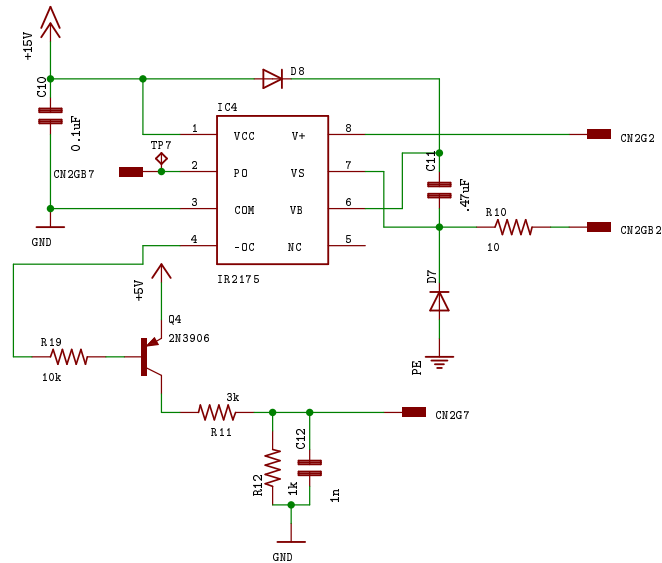 +15V
C10
0.1uF
GND
D8
IC4
1 VCC V+ 8
2 PO VS 7
3 COM VB 6
4 -OC NC 5
IR2175
TP7
CN2GB7
CN2G2
C11
.47uF
R10
10
CN2GB2
D7
PE
+5V
Q4
2N3906
R19
10k
3k
R11
CN2G7
R12
1k
C12
1n
GND